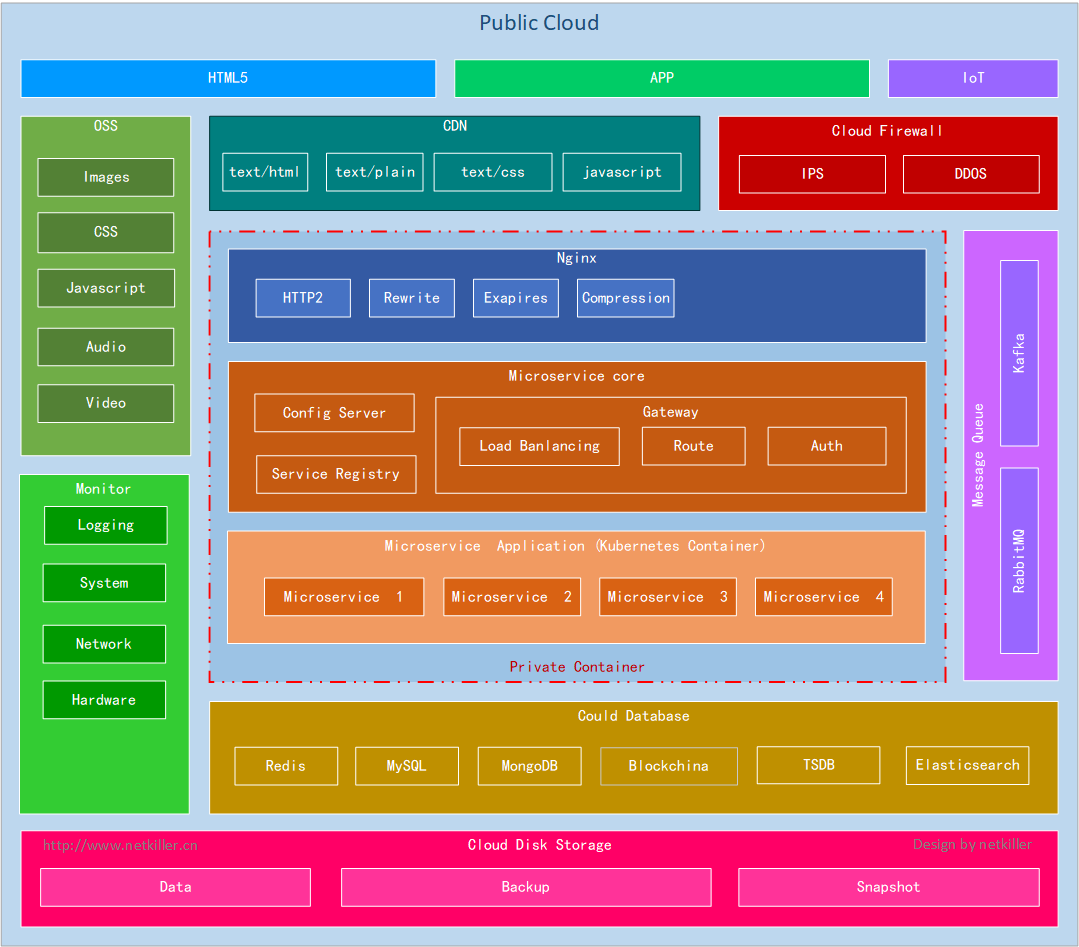 Public Cloud
HTML5
APP
IoT
OSS
Images
CSS
Javascript
Audio
Video
CDN
text/html
text/plain
text/css
javascript
Cloud Firewall
IPS
DDOS
Nginx
HTTP2
Rewrite
Exapires
Compression
Microservice core
Config Server
Service Registry
Gateway
Load Banlancing
Route
Auth
Microservice Application (Kubernetes Container)
Microservice 1
Microservice 2
Microservice 3
Microservice 4
Private Container
Message Queue
Kafka
RabbitMQ
Monitor
Logging
System
Network
Hardware
Could Database
Redis
MySQL
MongoDB
Blockchina
TSDB
Elasticsearch
http://www.netkiller.cn
Cloud Disk Storage
Design by netkiller
Data
Backup
Snapshot